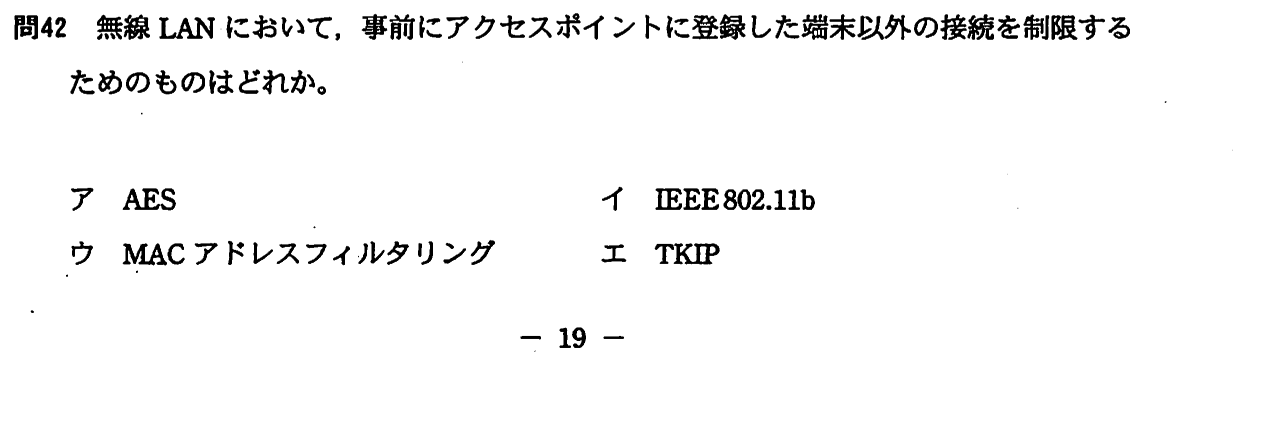 問42 無線 LAN において，事前にアクセスポイントに登録した端末以外の接続を制限する
ためのものはどれか。
ア AES イ IEEE802.11b
ウ MAC アドレスフィルタリング エ TKIP
－ 19 －